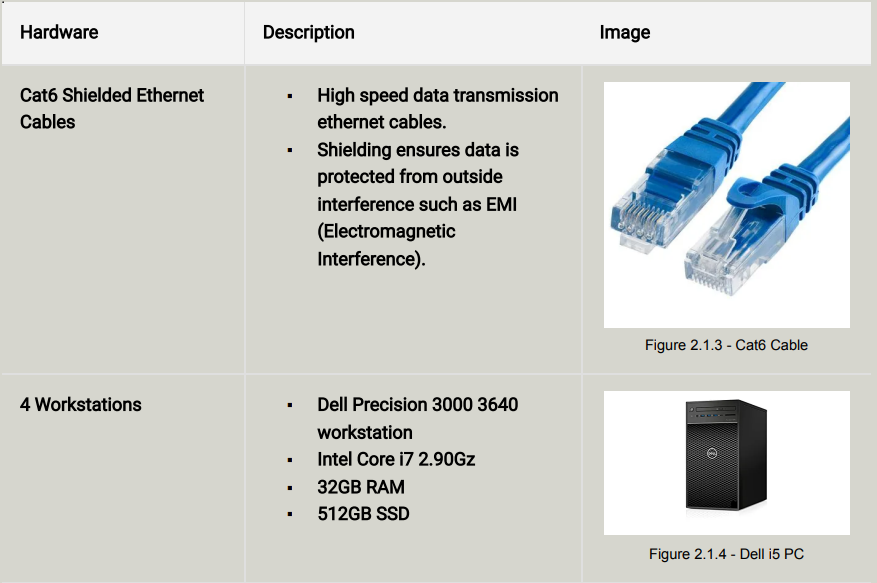 Hardware
Description
Image
Cat6 Shielded Ethernet
Cables
▪ High speed data transmission
ethernet cables.
▪ Shielding ensures data is
protected from outside
interference such as EMI
(Electromagnetic
Interference).
Figure 2.1.3 - Cat6 Cable
4 Workstations
▪ Dell Precision 3000 3640
workstation
▪ Intel Core i7 2.90Gz
▪ 32GB RAM
▪ 512GB SSD
DELL
Figure 2.1.4 - Dell i5 PC